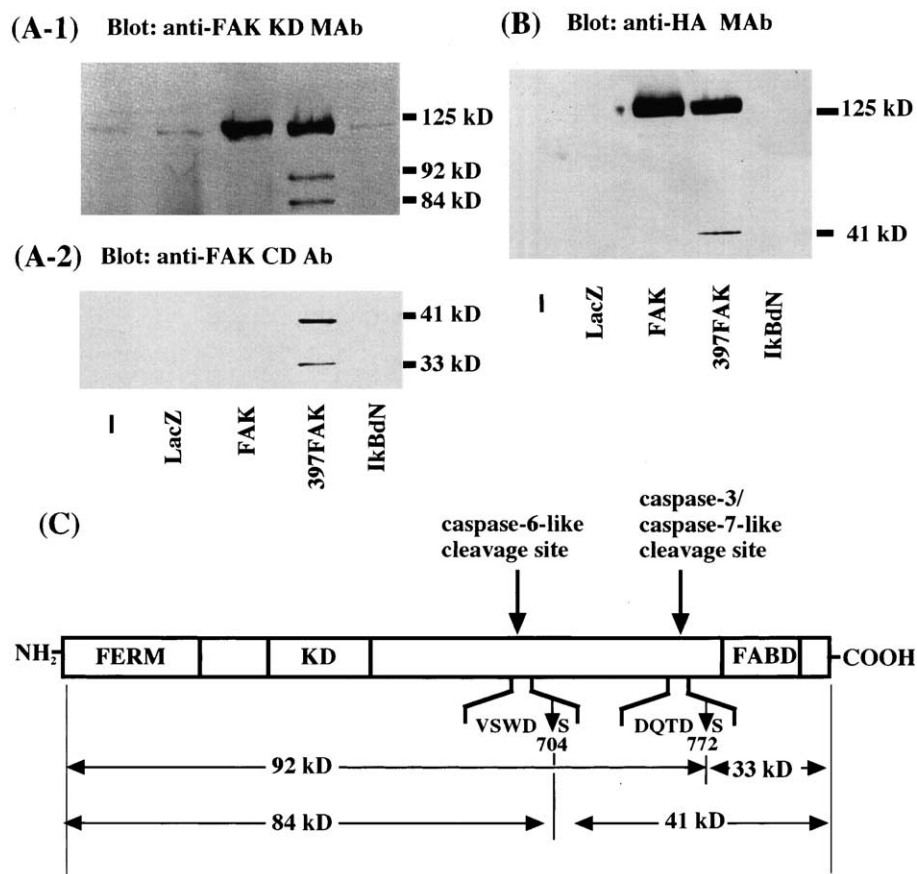 (A-1) Blot: anti-FAK KD MAb
125 kD
92 kD
84 kD
(A-2) Blot: anti-FAK CD Ab
41 kD
33 kD
–
LacZ
FAK
397FAK
IkBdN
(B) Blot: anti-HA MAb
125 kD
41 kD
–
LacZ
FAK
397FAK
IkBdN
(C)
caspase-6-like
cleavage site
caspase-3/
caspase-7-like
cleavage site
NH2 FERM KD FABD COOH
VSWD S
704
DQTD S
772
92 kD 33 kD
84 kD 41 kD